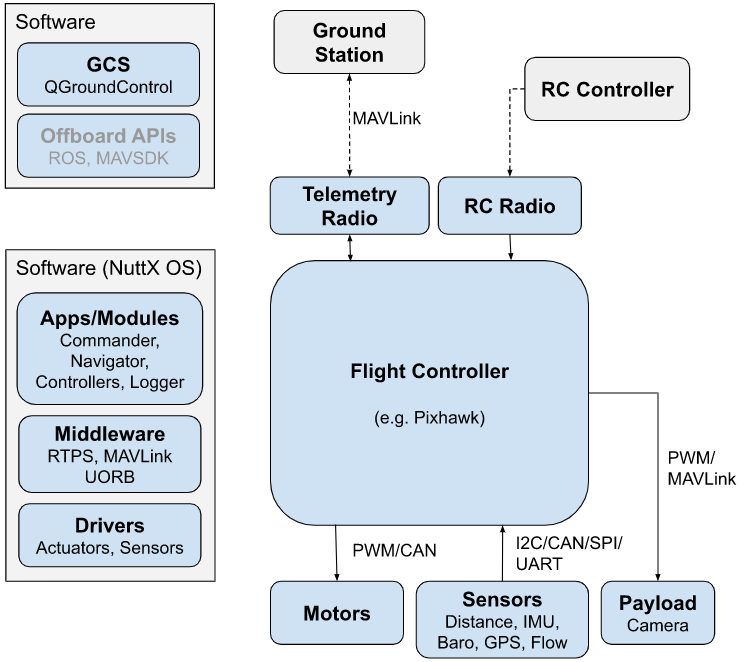 Software
GCS
QGroundControl
Offboard APIs
ROS, MAVSDK
Ground
Station
RC Controller
MAVLink
Telemetry
Radio
RC Radio
Software (NuttX OS)
Apps/Modules
Commander,
Navigator,
Controllers, Logger
Middleware
RTPS, MAVLink
UORB
Drivers
Actuators, Sensors
Flight Controller
(e.g. Pixhawk)
PWM/
MAVLink
PWM/CAN
I2C/CAN/SPI/
UART
Motors
Sensors
Distance, IMU,
Baro, GPS, Flow
Payload
Camera